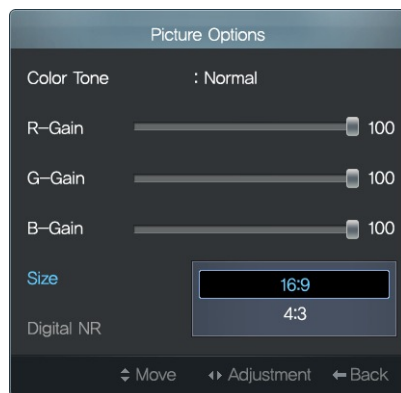 Picture Options
Color Tone : Normal
R-Gain 100
G-Gain 100
B-Gain 100
Size 16:9
4:3
Digital NR
Move Adjustment Back